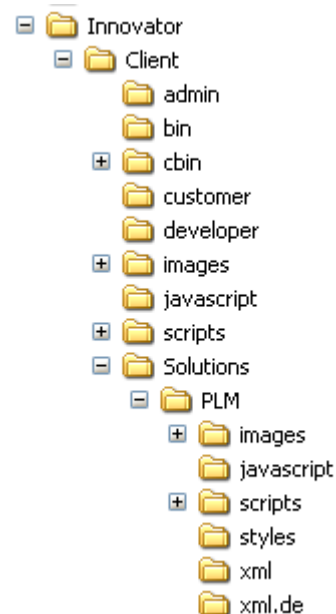 Innovator
Client
admin
bin
cbin
customer
developer
images
javascript
scripts
Solutions
PLM
images
javascript
scripts
styles
xml
xml.de